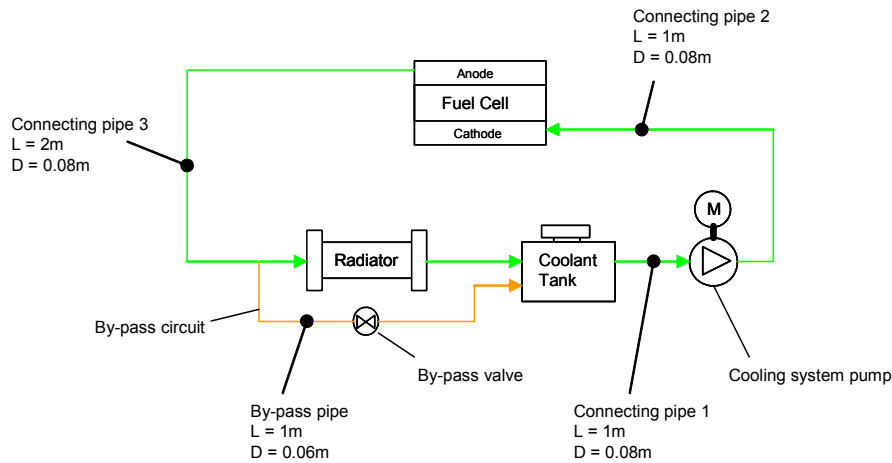 Connecting pipe 2
L = 1m
D = 0.08m
Anode
Fuel Cell
Cathode
Connecting pipe 3
L = 2m
D = 0.08m
M
Radiator
Coolant
Tank
By-pass circuit
By-pass valve
Cooling system pump
By-pass pipe
L = 1m
D = 0.06m
Connecting pipe 1
L = 1m
D = 0.08m